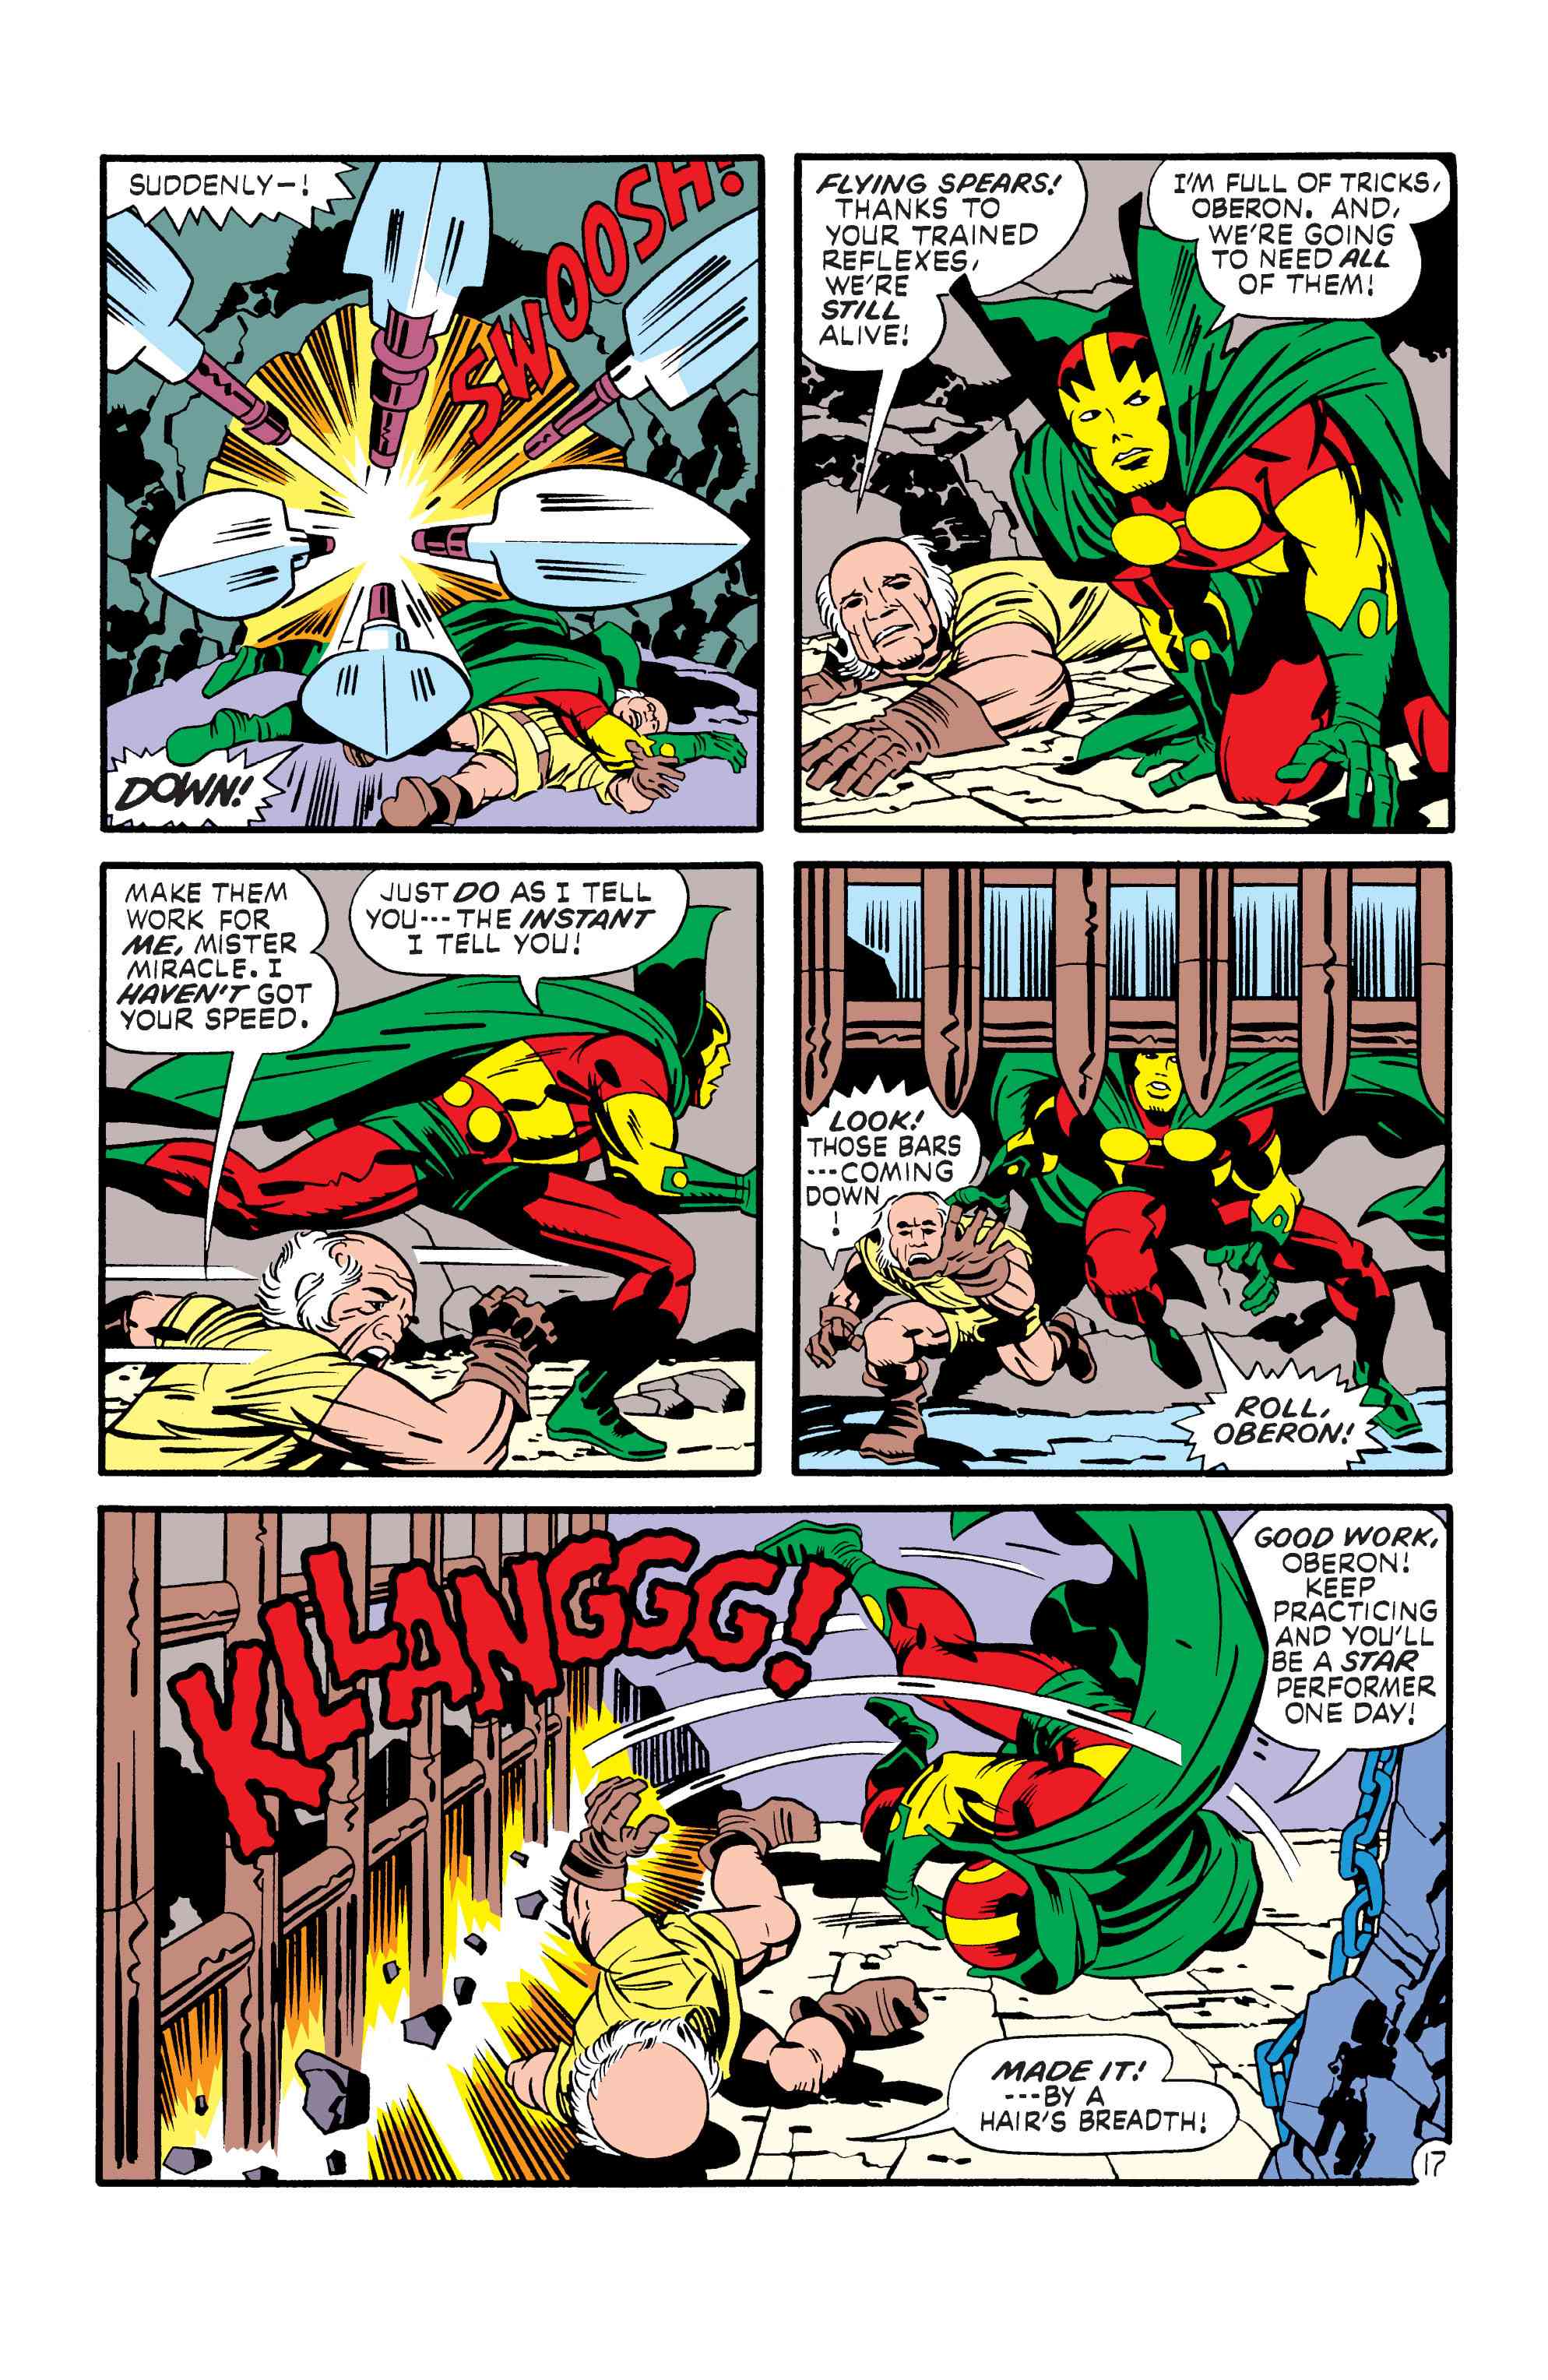 SUDDENLY—!
SWOOSH!
DOWN!
FLYING SPEARS!
THANKS TO
YOUR TRAINED
REFLEXES,
WE'RE
STILL
ALIVE!
I'M FULL OF TRICKS,
OBERON. AND,
WE'RE GOING
TO NEED ALL
OF THEM!
MAKE THEM
WORK FOR
ME, MISTER
MIRACLE. I
HAVEN'T GOT
YOUR SPEED.
JUST DO AS I TELL
YOU---THE INSTANT
I TELL YOU!
LOOK!
THOSE BARS
---COMING
DOWN
!
ROLL,
OBERON!
KLLANGGG!
GOOD WORK,
OBERON!
KEEP
PRACTICING
AND YOU'LL
BE A STAR
PERFORMER
ONE DAY!
MADE IT!
---BY A
HAIR'S BREADTH!
17